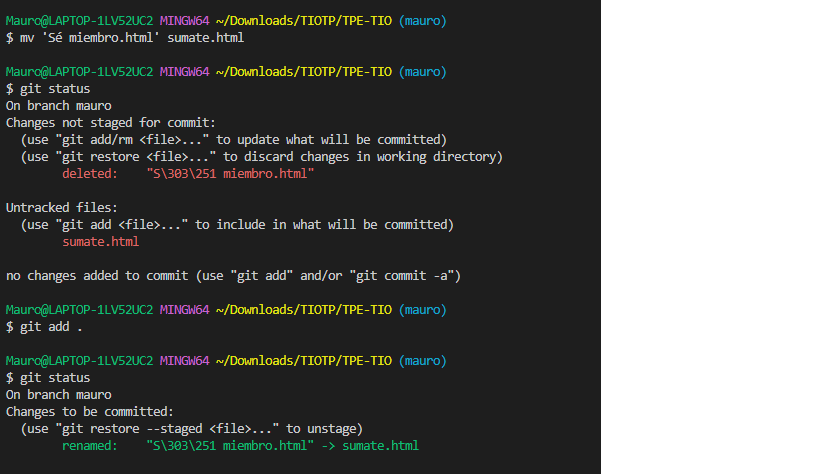 Mauro@LAPTOP-1LV52UC2 MINGW64 ~/Downloads/TIOTP/TPE-TIO (mauro)
$ mv 'Sé miembro.html' sumate.html
Mauro@LAPTOP-1LV52UC2 MINGW64 ~/Downloads/TIOTP/TPE-TIO (mauro)
$ git status
On branch mauro
Changes not staged for commit:
(use "git add/rm <file>..." to update what will be committed)
(use "git restore <file>..." to discard changes in working directory)
deleted: "S\303\251 miembro.html"
Untracked files:
(use "git add <file>..." to include in what will be committed)
sumate.html
no changes added to commit (use "git add" and/or "git commit -a")
Mauro@LAPTOP-1LV52UC2 MINGW64 ~/Downloads/TIOTP/TPE-TIO (mauro)
$ git add .
Mauro@LAPTOP-1LV52UC2 MINGW64 ~/Downloads/TIOTP/TPE-TIO (mauro)
$ git status
On branch mauro
Changes to be committed:
(use "git restore --staged <file>..." to unstage)
renamed: "S\303\251 miembro.html" -> sumate.html